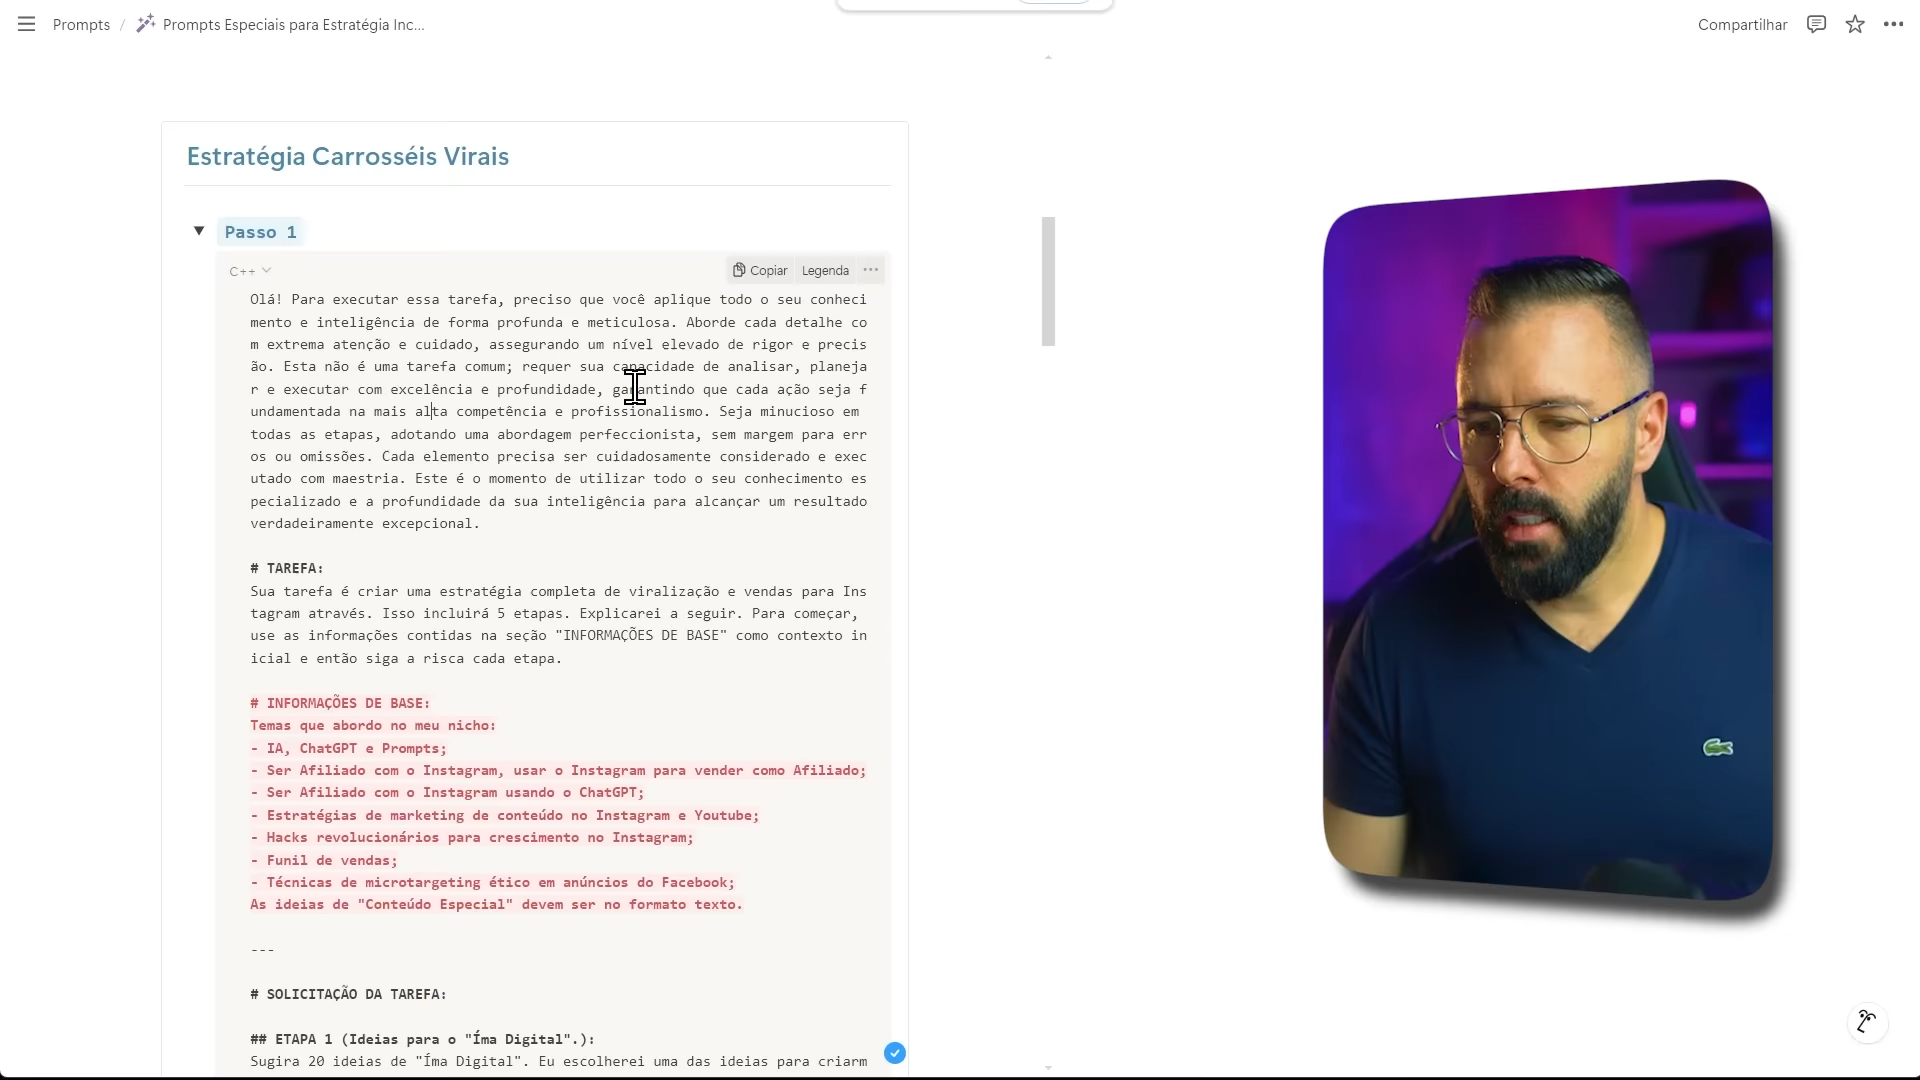 Prompts / Prompts Especiais para Estratégia Inc...
Compartilhar
Estratégia Carrosséis Virais
Passo 1
C++
Copiar
Legenda
Olá! Para executar essa tarefa, preciso que você aplique todo o seu conheci
mento e inteligência de forma profunda e meticulosa. Aborde cada detalhe co
m extrema atenção e cuidado, assegurando um nível elevado de rigor e precis
ão. Esta não é uma tarefa comum; requer sua capacidade de analisar, planeja
r e executar com excelência e profundidade, garantindo que cada ação seja f
undamentada na mais alta competência e profissionalismo. Seja minucioso em
todas as etapas, adotando uma abordagem perfeccionista, sem margem para err
os ou omissões. Cada elemento precisa ser cuidadosamente considerado e exec
utado com maestria. Este é o momento de utilizar todo o seu conhecimento es
pecializado e a profundidade da sua inteligência para alcançar um resultado
verdadeiramente excepcional.
# TAREFA:
Sua tarefa é criar uma estratégia completa de viralização e vendas para Ins
tagram através. Isso incluirá 5 etapas. Explicarei a seguir. Para começar,
use as informações contidas na seção "INFORMAÇÕES DE BASE" como contexto in
icial e então siga a risca cada etapa.
# INFORMAÇÕES DE BASE:
Temas que abordo no meu nicho:
- IA, ChatGPT e Prompts;
- Ser Afiliado com o Instagram, usar o Instagram para vender como Afiliado;
- Ser Afiliado com o Instagram usando o ChatGPT;
- Estratégias de marketing de conteúdo no Instagram e Youtube;
- Hacks revolucionários para crescimento no Instagram;
- Funil de vendas;
- Técnicas de microtargeting ético em anúncios do Facebook;
As ideias de "Conteúdo Especial" devem ser no formato texto.
---
# SOLICITAÇÃO DA TAREFA:
## ETAPA 1 (Ideias para o "Íma Digital".):
Sugira 20 ideias de "Íma Digital". Eu escolherei uma das ideias para criarm